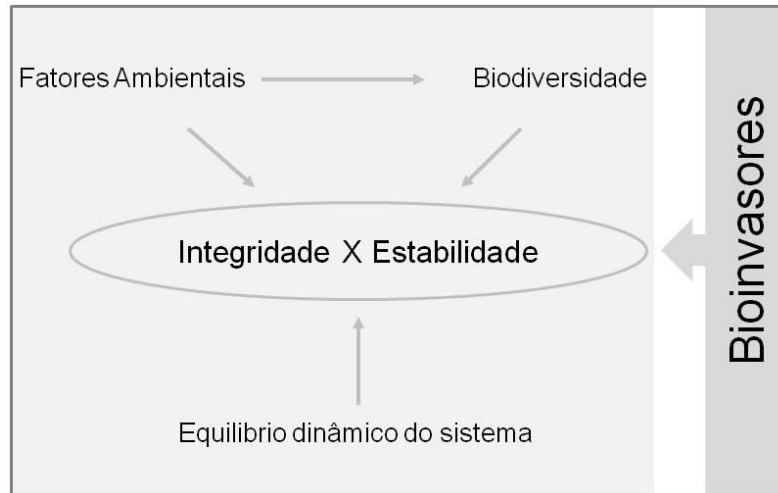 Fatores Ambientais
Biodiversidade
Integridade X Estabilidade
Equilibrio dinâmico do sistema
Bioinvasores